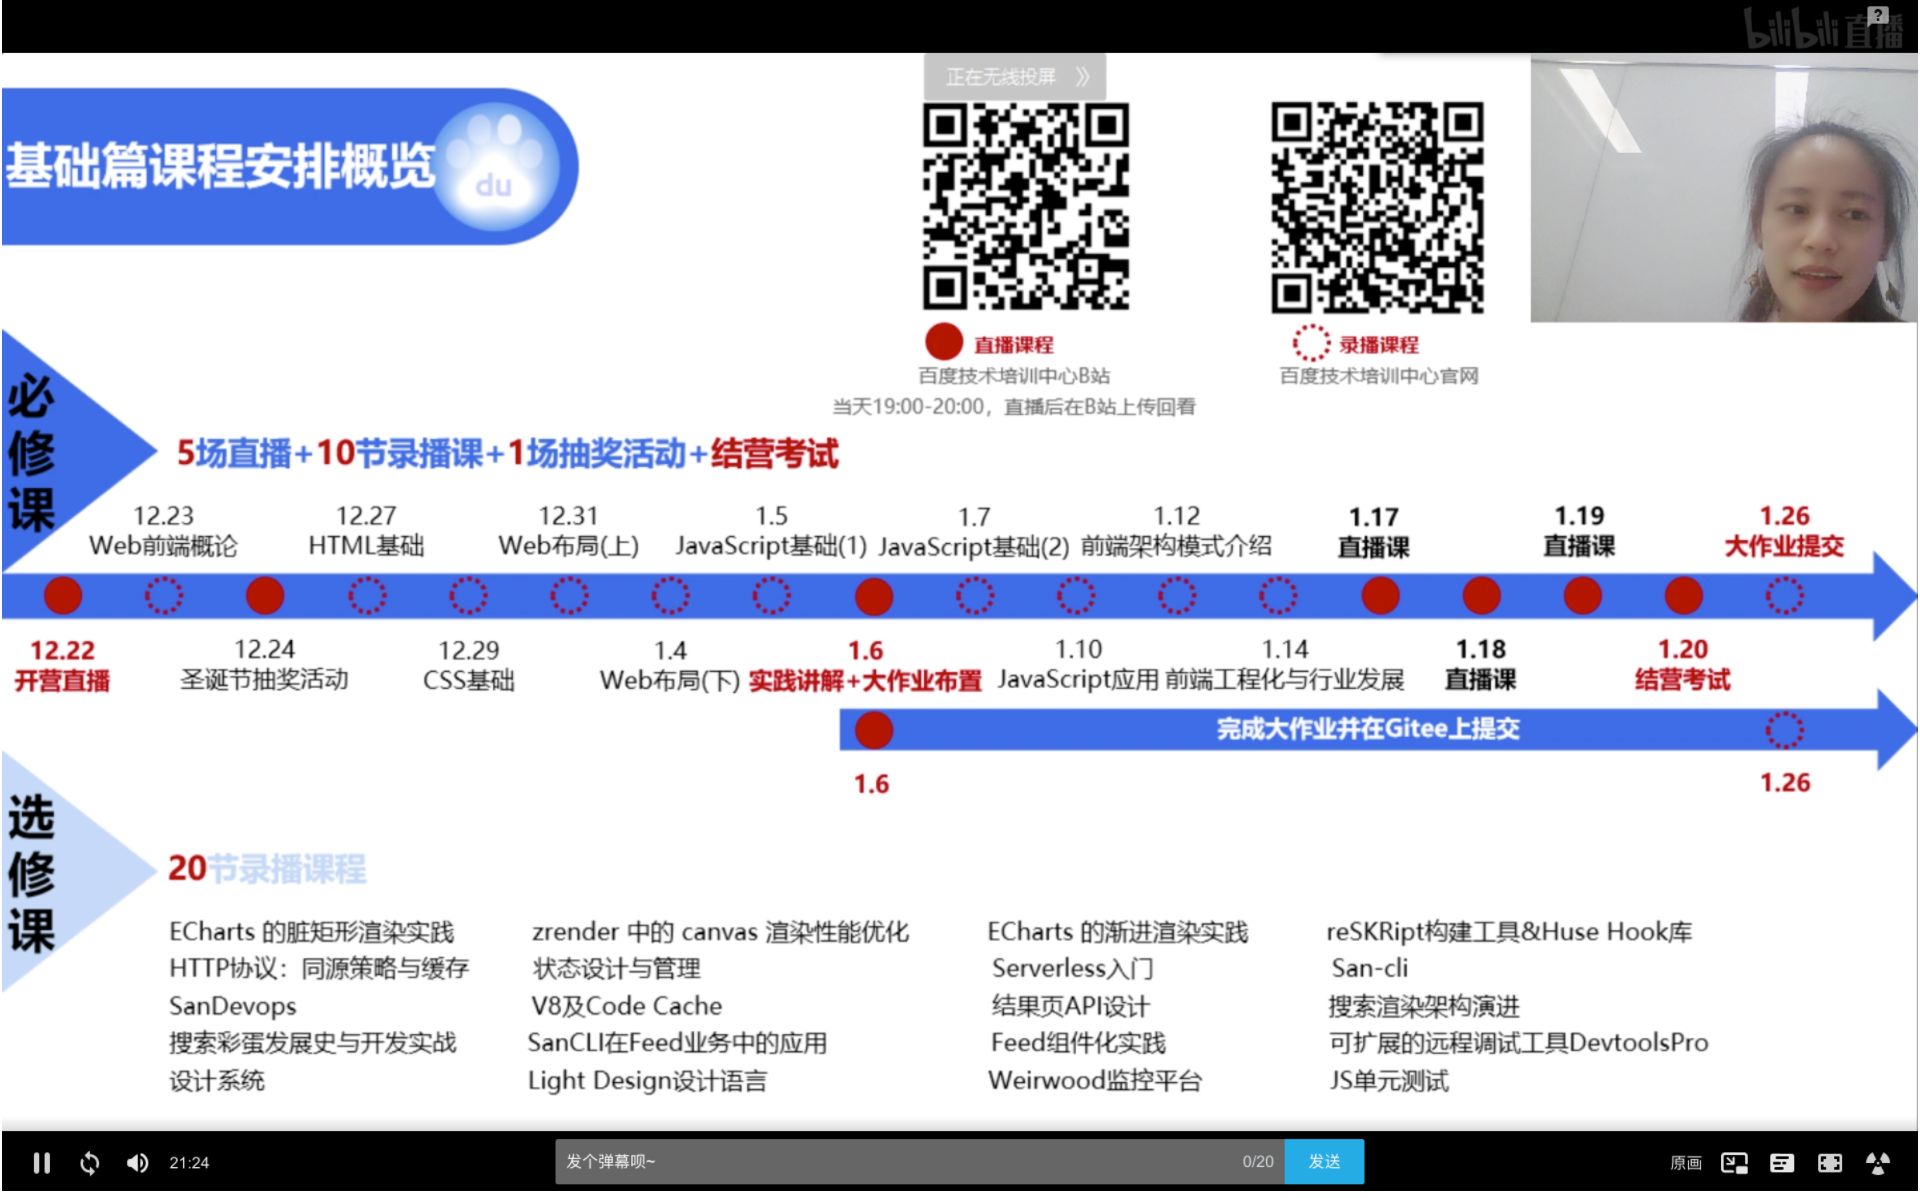 bilibili 直播
?
正在无线投屏 》
基础篇课程安排概览
du
直播课程
百度技术培训中心B站
当天19:00-20:00，直播后在B站上传回看
录播课程
百度技术培训中心官网
必修课
5场直播+10节录播课+1场抽奖活动+结营考试
12.23
Web前端概论
12.27
HTML基础
12.31
Web布局(上)
1.5
JavaScript基础(1)
1.7
JavaScript基础(2)
1.12
前端架构模式介绍
1.17
直播课
1.19
直播课
1.26
大作业提交
12.22
开营直播
12.24
圣诞节抽奖活动
12.29
CSS基础
1.4
Web布局(下)
1.6
实践讲解+大作业布置
1.10
JavaScript应用
1.14
前端工程化与行业发展
1.18
直播课
1.20
结营考试
完成大作业并在Gitee上提交
1.6
1.26
选修课
20节录播课程
ECharts 的脏矩形渲染实践
zrender 中的 canvas 渲染性能优化
ECharts 的渐进渲染实践
reSKRipt构建工具&Huse Hook库
HTTP协议：同源策略与缓存
状态设计与管理
Serverless入门
San-cli
SanDevops
V8及Code Cache
结果页API设计
搜索渲染架构演进
搜索彩蛋发展史与开发实战
SanCLI在Feed业务中的应用
Feed组件化实践
可扩展的远程调试工具DevtoolsPro
设计系统
Light Design设计语言
Weirwood监控平台
JS单元测试
21:24
发个弹幕呗~
0/20
发送
原画